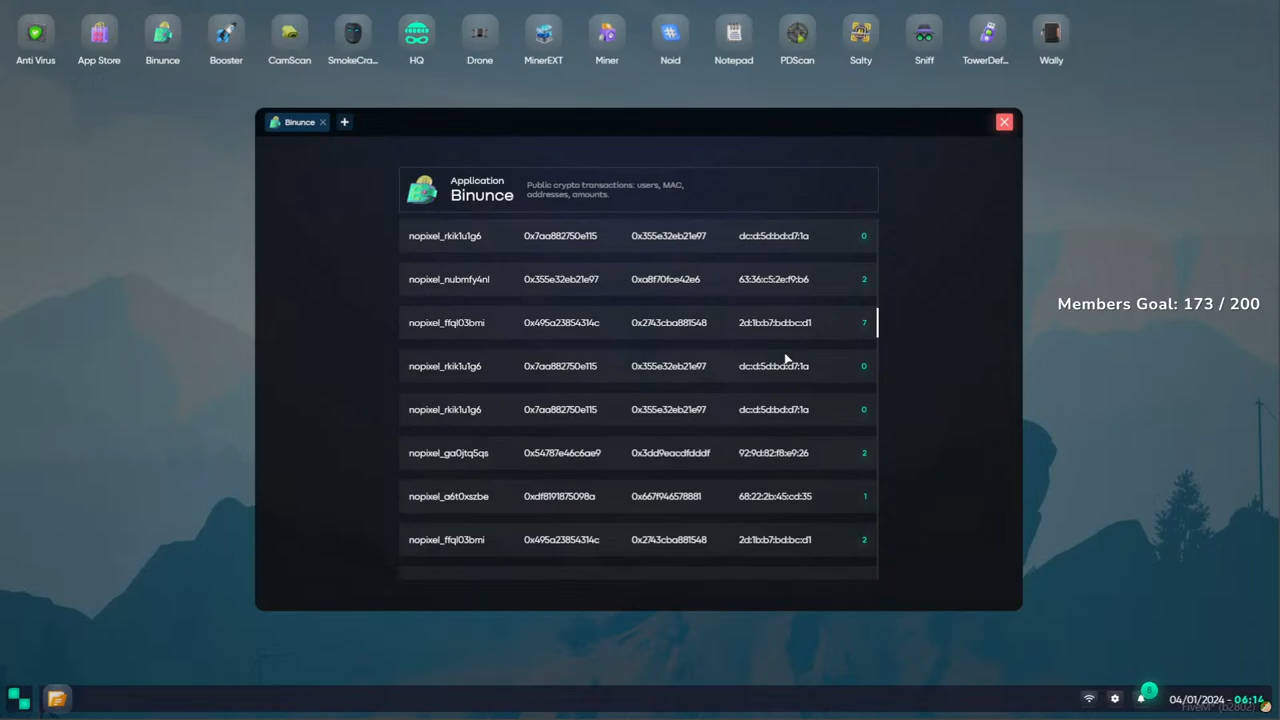 Anti Virus
App Store
Binunce
Booster
CamScan
SmokeCra...
HQ
Drone
MinerEXT
Miner
Noid
Notepad
PDScan
Salty
Sniff
TowerDef...
Wally
Binunce
Application
Binunce
Public crypto transactions: users, MAC,
addresses, amounts.
nopixel_rkik1u1g6 0x7aa882750e115 0x355e32eb21e97 dc:d:5d:bd:d7:1a 0
nopixel_nubmfy4nl 0x355e32eb21e97 0xa8f70fce42e6 63:36:c5:2e:f9:b6 2
nopixel_ffql03bmi 0x495a23854314c 0x2743cba881548 2d:1b:b7:bd:bc:d1 7
nopixel_rkik1u1g6 0x7aa882750e115 0x355e32eb21e97 dc:d:5d:bd:d7:1a 0
nopixel_rkik1u1g6 0x7aa882750e115 0x355e32eb21e97 dc:d:5d:bd:d7:1a 0
nopixel_ga0jtq5qs 0x54787e46c6ae9 0x3dd9eacdfdddf 92:9d:82:f8:e9:26 2
nopixel_a6t0xszbe 0xdf8191875098a 0x667f946578881 68:22:2b:45:cd:35 1
nopixel_ffql03bmi 0x495a23854314c 0x2743cba881548 2d:1b:b7:bd:bc:d1 2
Members Goal: 173 / 200
8
04/01/2024 - 06:14
FiveM® (b2802)